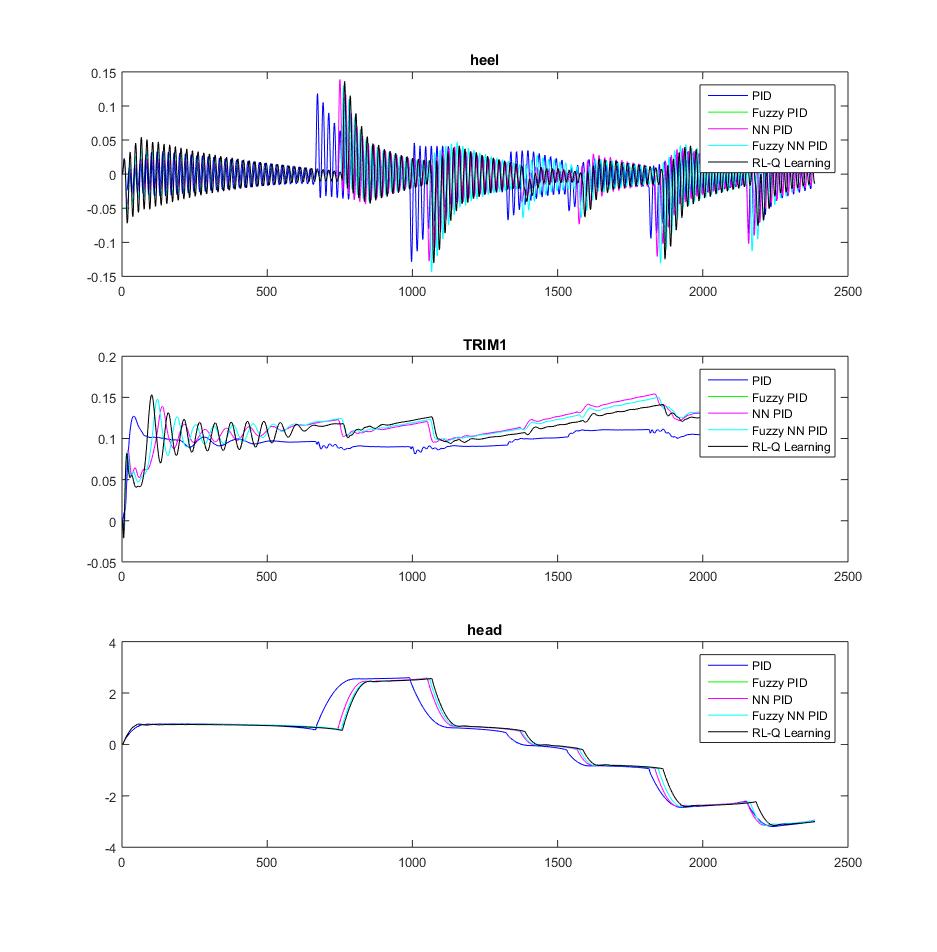 heel
0.15
0.1
0.05
0
-0.05
-0.1
-0.15
0 500 1000 1500 2000 2500
PID
Fuzzy PID
NN PID
Fuzzy NN PID
RL-Q Learning
TRIM1
0.2
0.15
0.1
0.05
0
-0.05
0 500 1000 1500 2000 2500
PID
Fuzzy PID
NN PID
Fuzzy NN PID
RL-Q Learning
head
4
2
0
-2
-4
0 500 1000 1500 2000 2500
PID
Fuzzy PID
NN PID
Fuzzy NN PID
RL-Q Learning